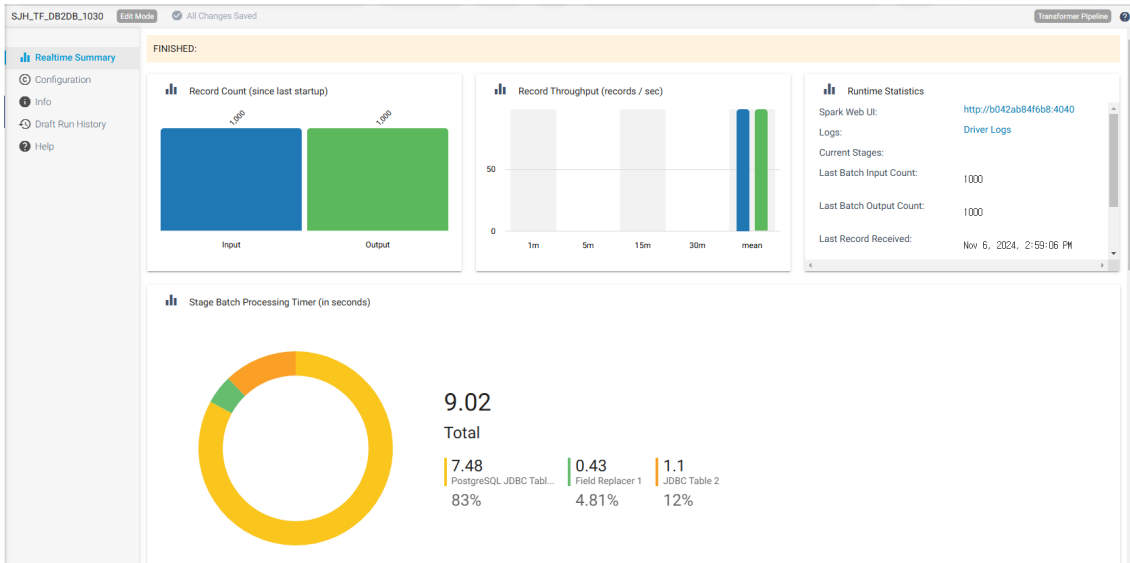 SJH_TF_DB2DB_1030 Edit Mode All Changes Saved Transformer Pipeline ?
Realtime Summary
Configuration
Info
Draft Run History
Help
FINISHED:
Record Count (since last startup)
1,000 1,000
Input Output
Record Throughput (records / sec)
50
0
1m 5m 15m 30m mean
Runtime Statistics
Spark Web UI: http://b042ab84f6b8:4040
Logs: Driver Logs
Current Stages:
Last Batch Input Count: 1000
Last Batch Output Count: 1000
Last Record Received: Nov 6, 2024, 2:59:06 PM
Stage Batch Processing Timer (in seconds)
9.02
Total
7.48 0.43 1.1
PostgreSQL JDBC Tabl... Field Replacer 1 JDBC Table 2
83% 4.81% 12%